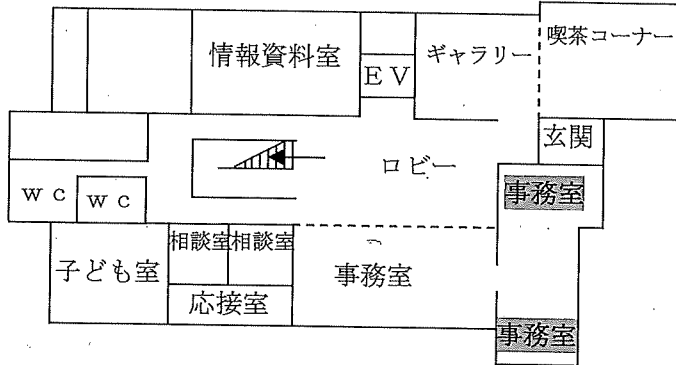 喫茶コーナー
情報資料室
ギャラリー
ＥＶ
玄関
ロビー
ｗｃ
ｗｃ
事務室
相談室
相談室
子ども室
事務室
応接室
事務室